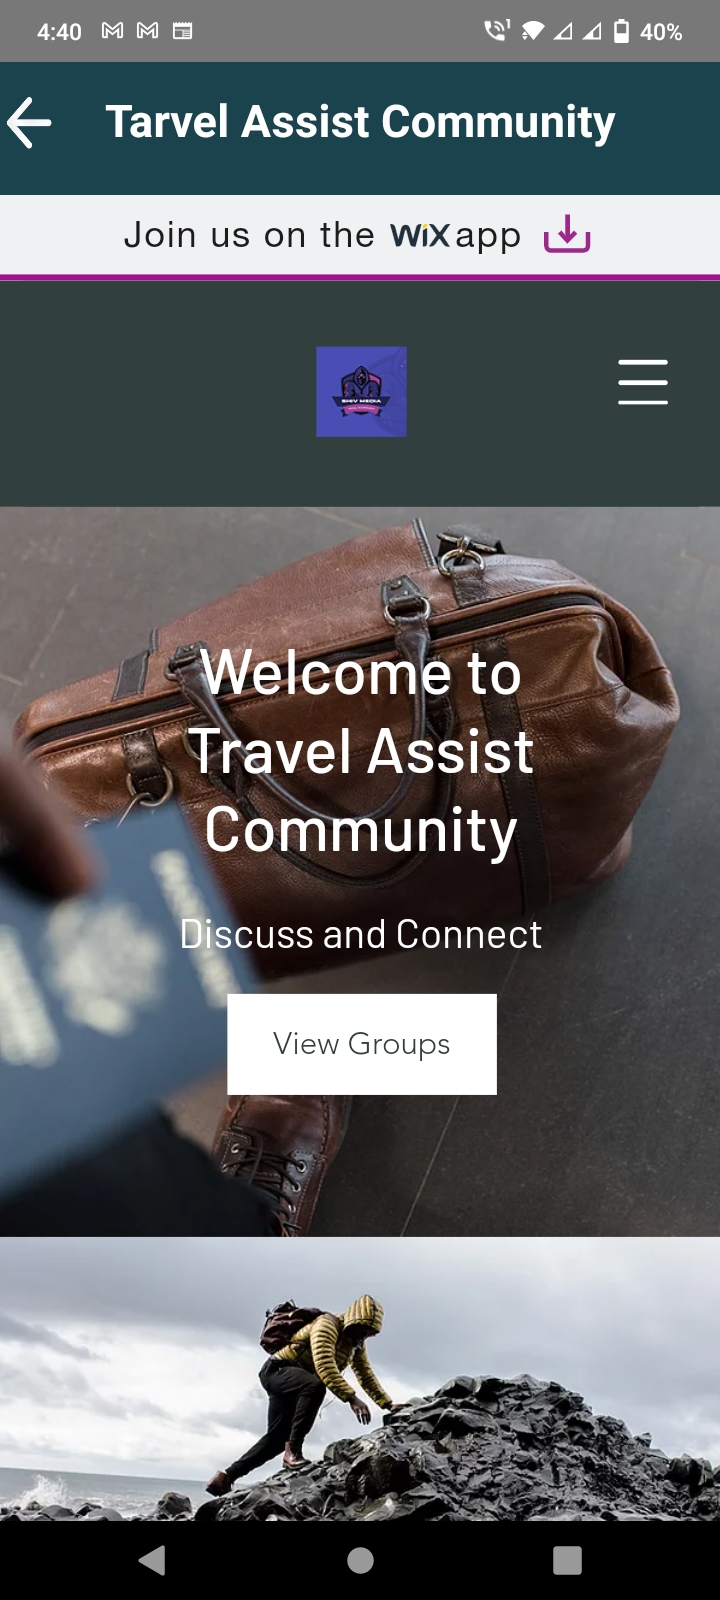 4:40
1
40%
Tarvel Assist Community
Join us on the WiX app
SHIV MEDIA
Welcome to
Travel Assist
Community
Discuss and Connect
View Groups